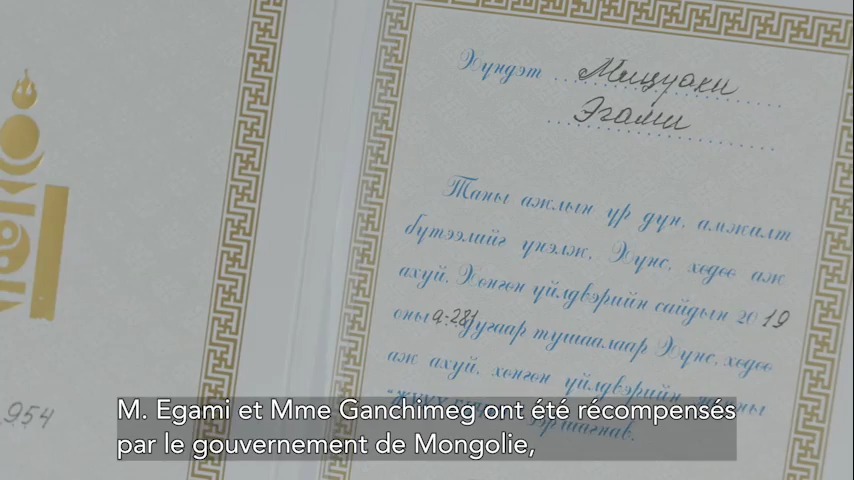 954
Хүндэт Мицуаки
Эгами
Таны ажлын үр дүн, амжилт
бүтээлийг үнэлж, Хүнс, хөдөө аж
ахуй, Хөнгөн үйлдвэрийн сайдын 2019
оны а-281 дугаар тушаалаар Хүнс, хөдөө
аж ахуй, хөнгөн үйлдвэрийн
M. Egami et Mme Ganchimeg ont été récompensés
par le gouvernement de Mongolie,